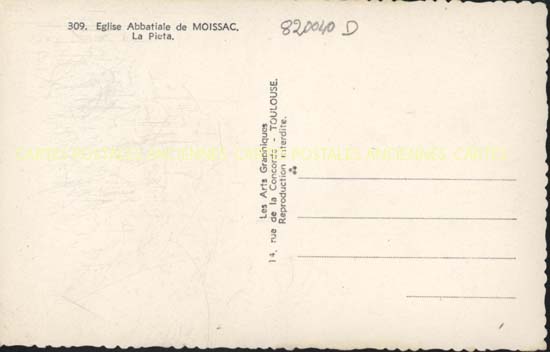 309. Eglise Abbatiale de MOISSAC.
La Pieta.
820040 D
Les Arts Graphiques
14, rue de la Concorde - TOULOUSE.
Reproduction interdite.
CARTES POSTALES ANCIENNES CARTES POSTALES ANCIENNES CARTES